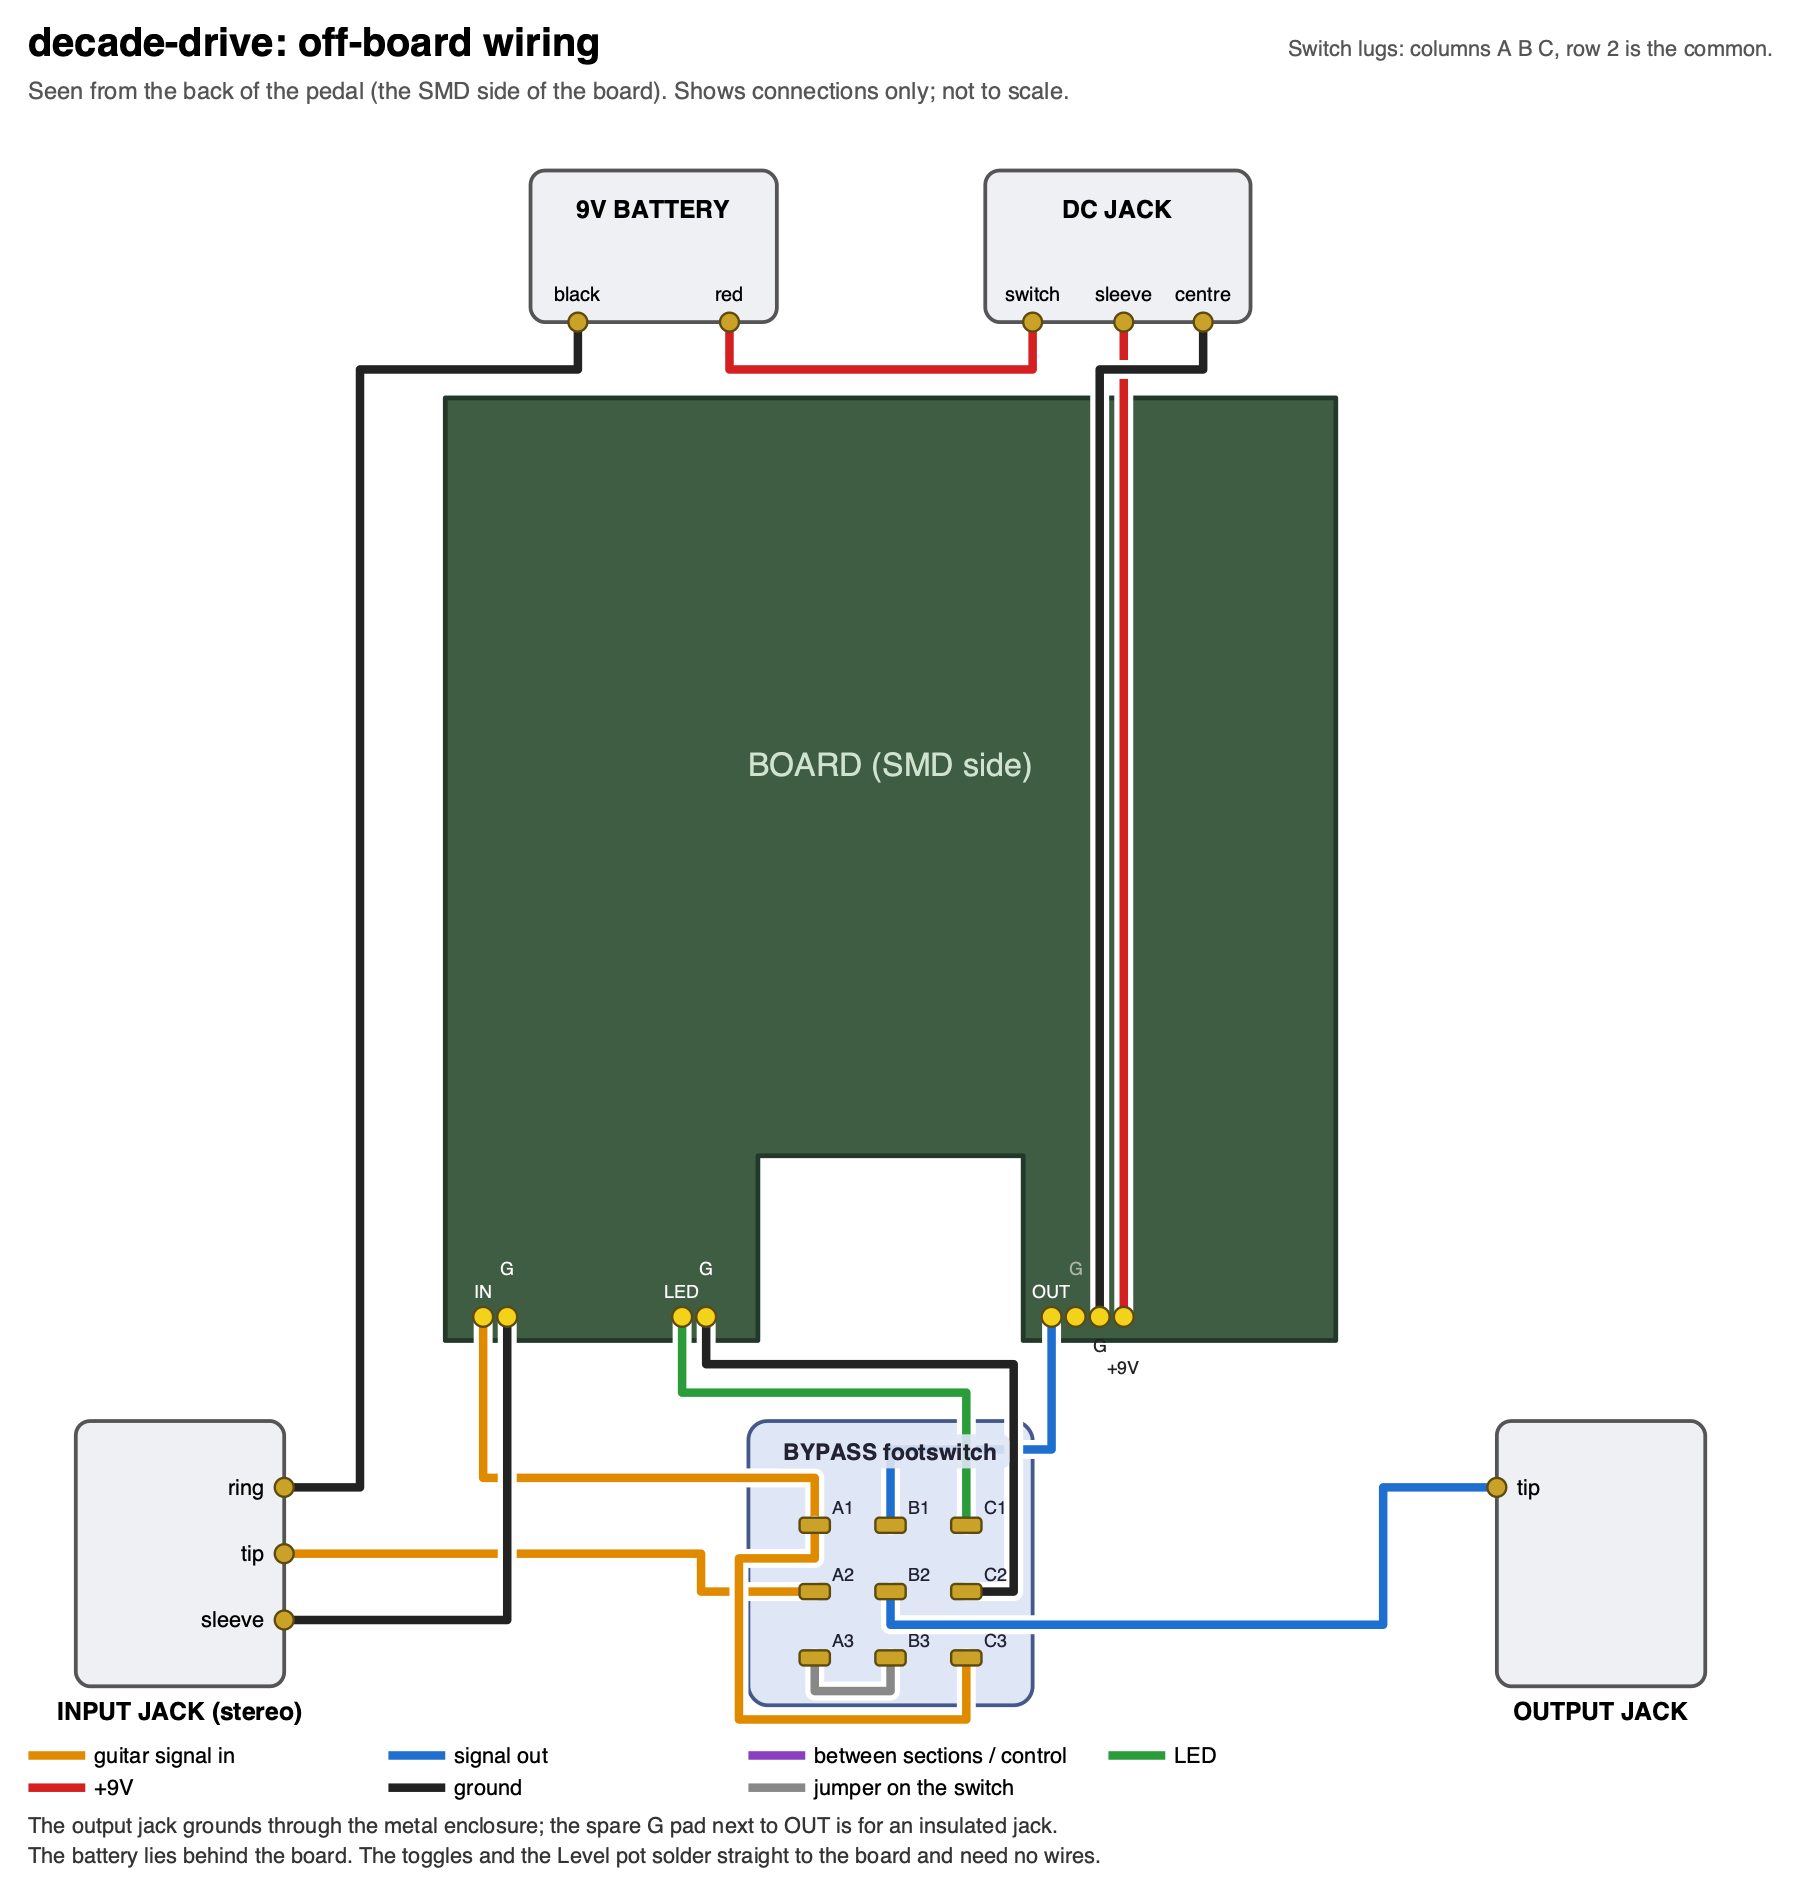 decade-drive: off-board wiring
Switch lugs: columns A B C, row 2 is the common.
Seen from the back of the pedal (the SMD side of the board). Shows connections only; not to scale.
9V BATTERY
DC JACK
black
red
switch
sleeve
centre
BOARD (SMD side)
G
G
G
IN
LED
OUT
G
+9V
BYPASS footswitch
ring
tip
A1
B1
C1
tip
A2
B2
C2
sleeve
A3
B3
C3
INPUT JACK (stereo)
OUTPUT JACK
guitar signal in
signal out
between sections / control
LED
+9V
ground
jumper on the switch
The output jack grounds through the metal enclosure; the spare G pad next to OUT is for an insulated jack.
The battery lies behind the board. The toggles and the Level pot solder straight to the board and need no wires.